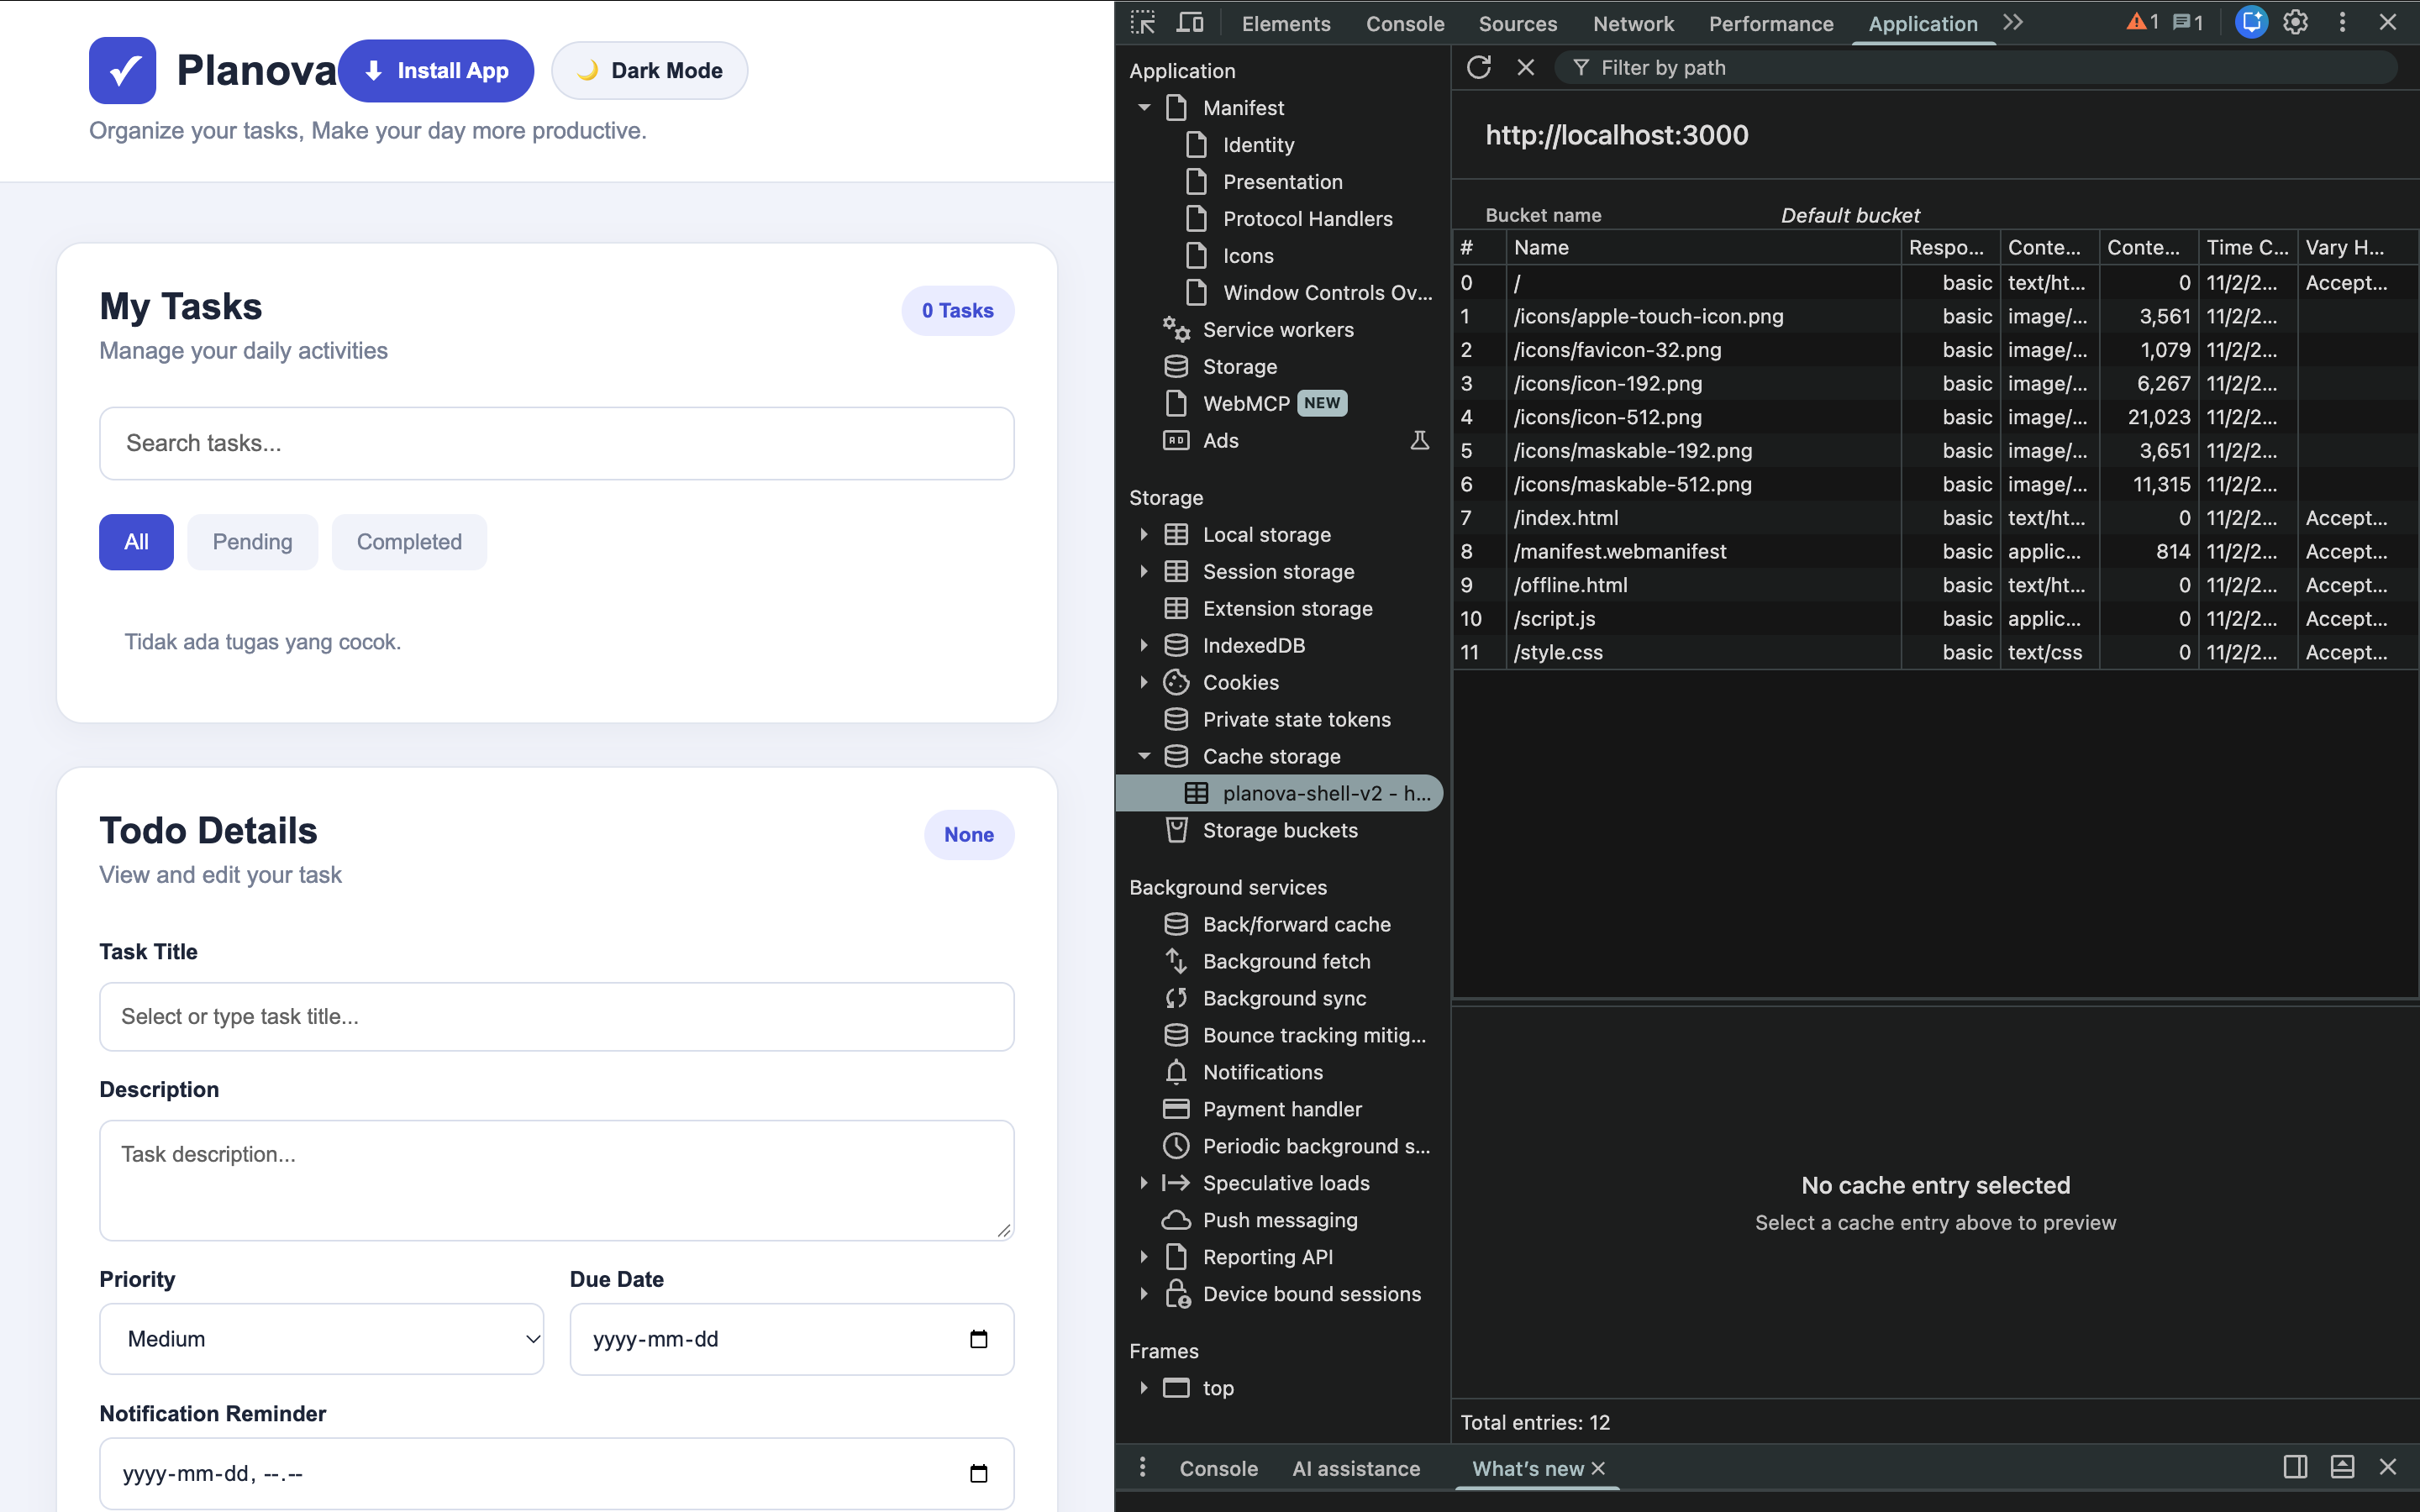 Planova
Install App
Dark Mode
Organize your tasks, Make your day more productive.
My Tasks
0 Tasks
Manage your daily activities
Search tasks...
All
Pending
Completed
Tidak ada tugas yang cocok.
Todo Details
None
View and edit your task
Task Title
Select or type task title...
Description
Task description...
Priority
Due Date
Medium
yyyy-mm-dd
Notification Reminder
yyyy-mm-dd, --.--
Elements
Console
Sources
Network
Performance
Application
1
1
Application
Manifest
Identity
Presentation
Protocol Handlers
Icons
Window Controls Ov...
Service workers
Storage
WebMCP NEW
Ads
Storage
Local storage
Session storage
Extension storage
IndexedDB
Cookies
Private state tokens
Cache storage
planova-shell-v2 - h...
Storage buckets
Background services
Back/forward cache
Background fetch
Background sync
Bounce tracking mitig...
Notifications
Payment handler
Periodic background s...
Speculative loads
Push messaging
Reporting API
Device bound sessions
Frames
top
Filter by path
http://localhost:3000
Bucket name Default bucket
# Name Respo... Conte... Conte... Time C... Vary H...
0 / basic text/ht... 0 11/2/2... Accept...
1 /icons/apple-touch-icon.png basic image/... 3,561 11/2/2...
2 /icons/favicon-32.png basic image/... 1,079 11/2/2...
3 /icons/icon-192.png basic image/... 6,267 11/2/2...
4 /icons/icon-512.png basic image/... 21,023 11/2/2...
5 /icons/maskable-192.png basic image/... 3,651 11/2/2...
6 /icons/maskable-512.png basic image/... 11,315 11/2/2...
7 /index.html basic text/ht... 0 11/2/2... Accept...
8 /manifest.webmanifest basic applic... 814 11/2/2... Accept...
9 /offline.html basic text/ht... 0 11/2/2... Accept...
10 /script.js basic applic... 0 11/2/2... Accept...
11 /style.css basic text/css 0 11/2/2... Accept...
No cache entry selected
Select a cache entry above to preview
Total entries: 12
Console
AI assistance
What's new